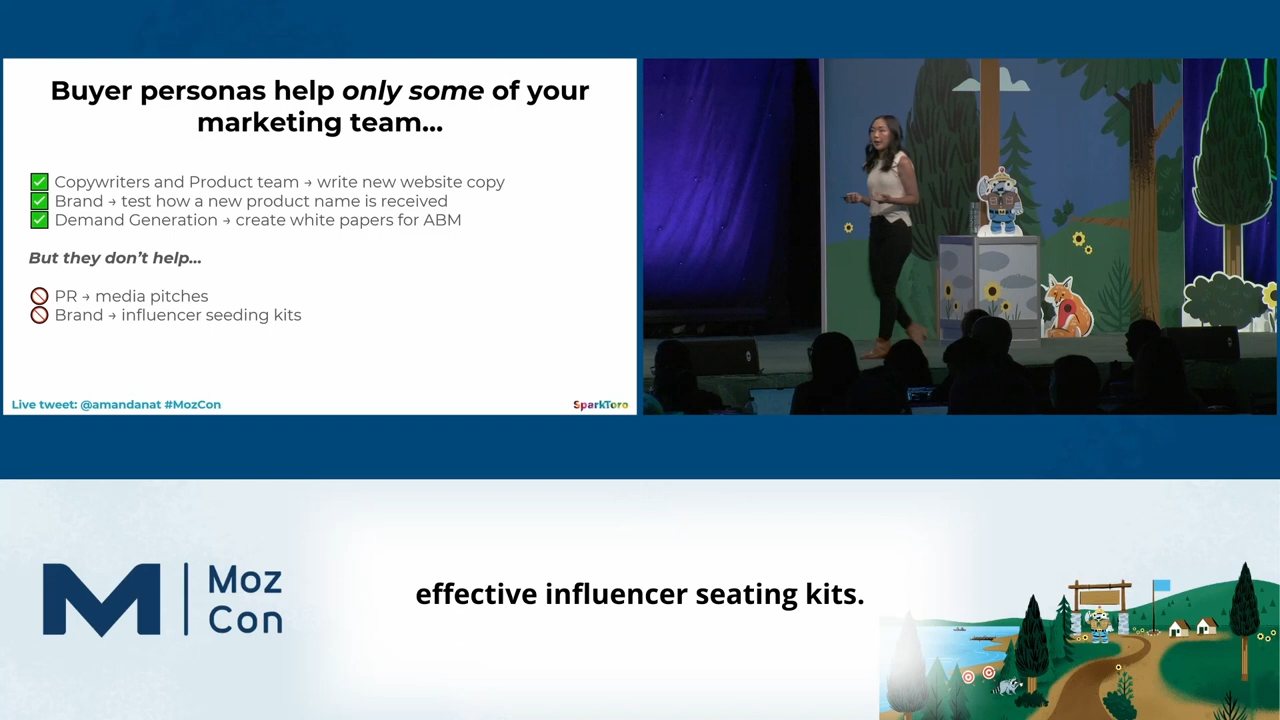 Buyer personas help only some of your
marketing team...
✅ Copywriters and Product team → write new website copy
✅ Brand → test how a new product name is received
✅ Demand Generation → create white papers for ABM
But they don’t help...
🚫 PR → media pitches
🚫 Brand → influencer seeding kits
Live tweet: @amandanat #MozCon
SparkToro
Moz
Con
effective influencer seating kits.